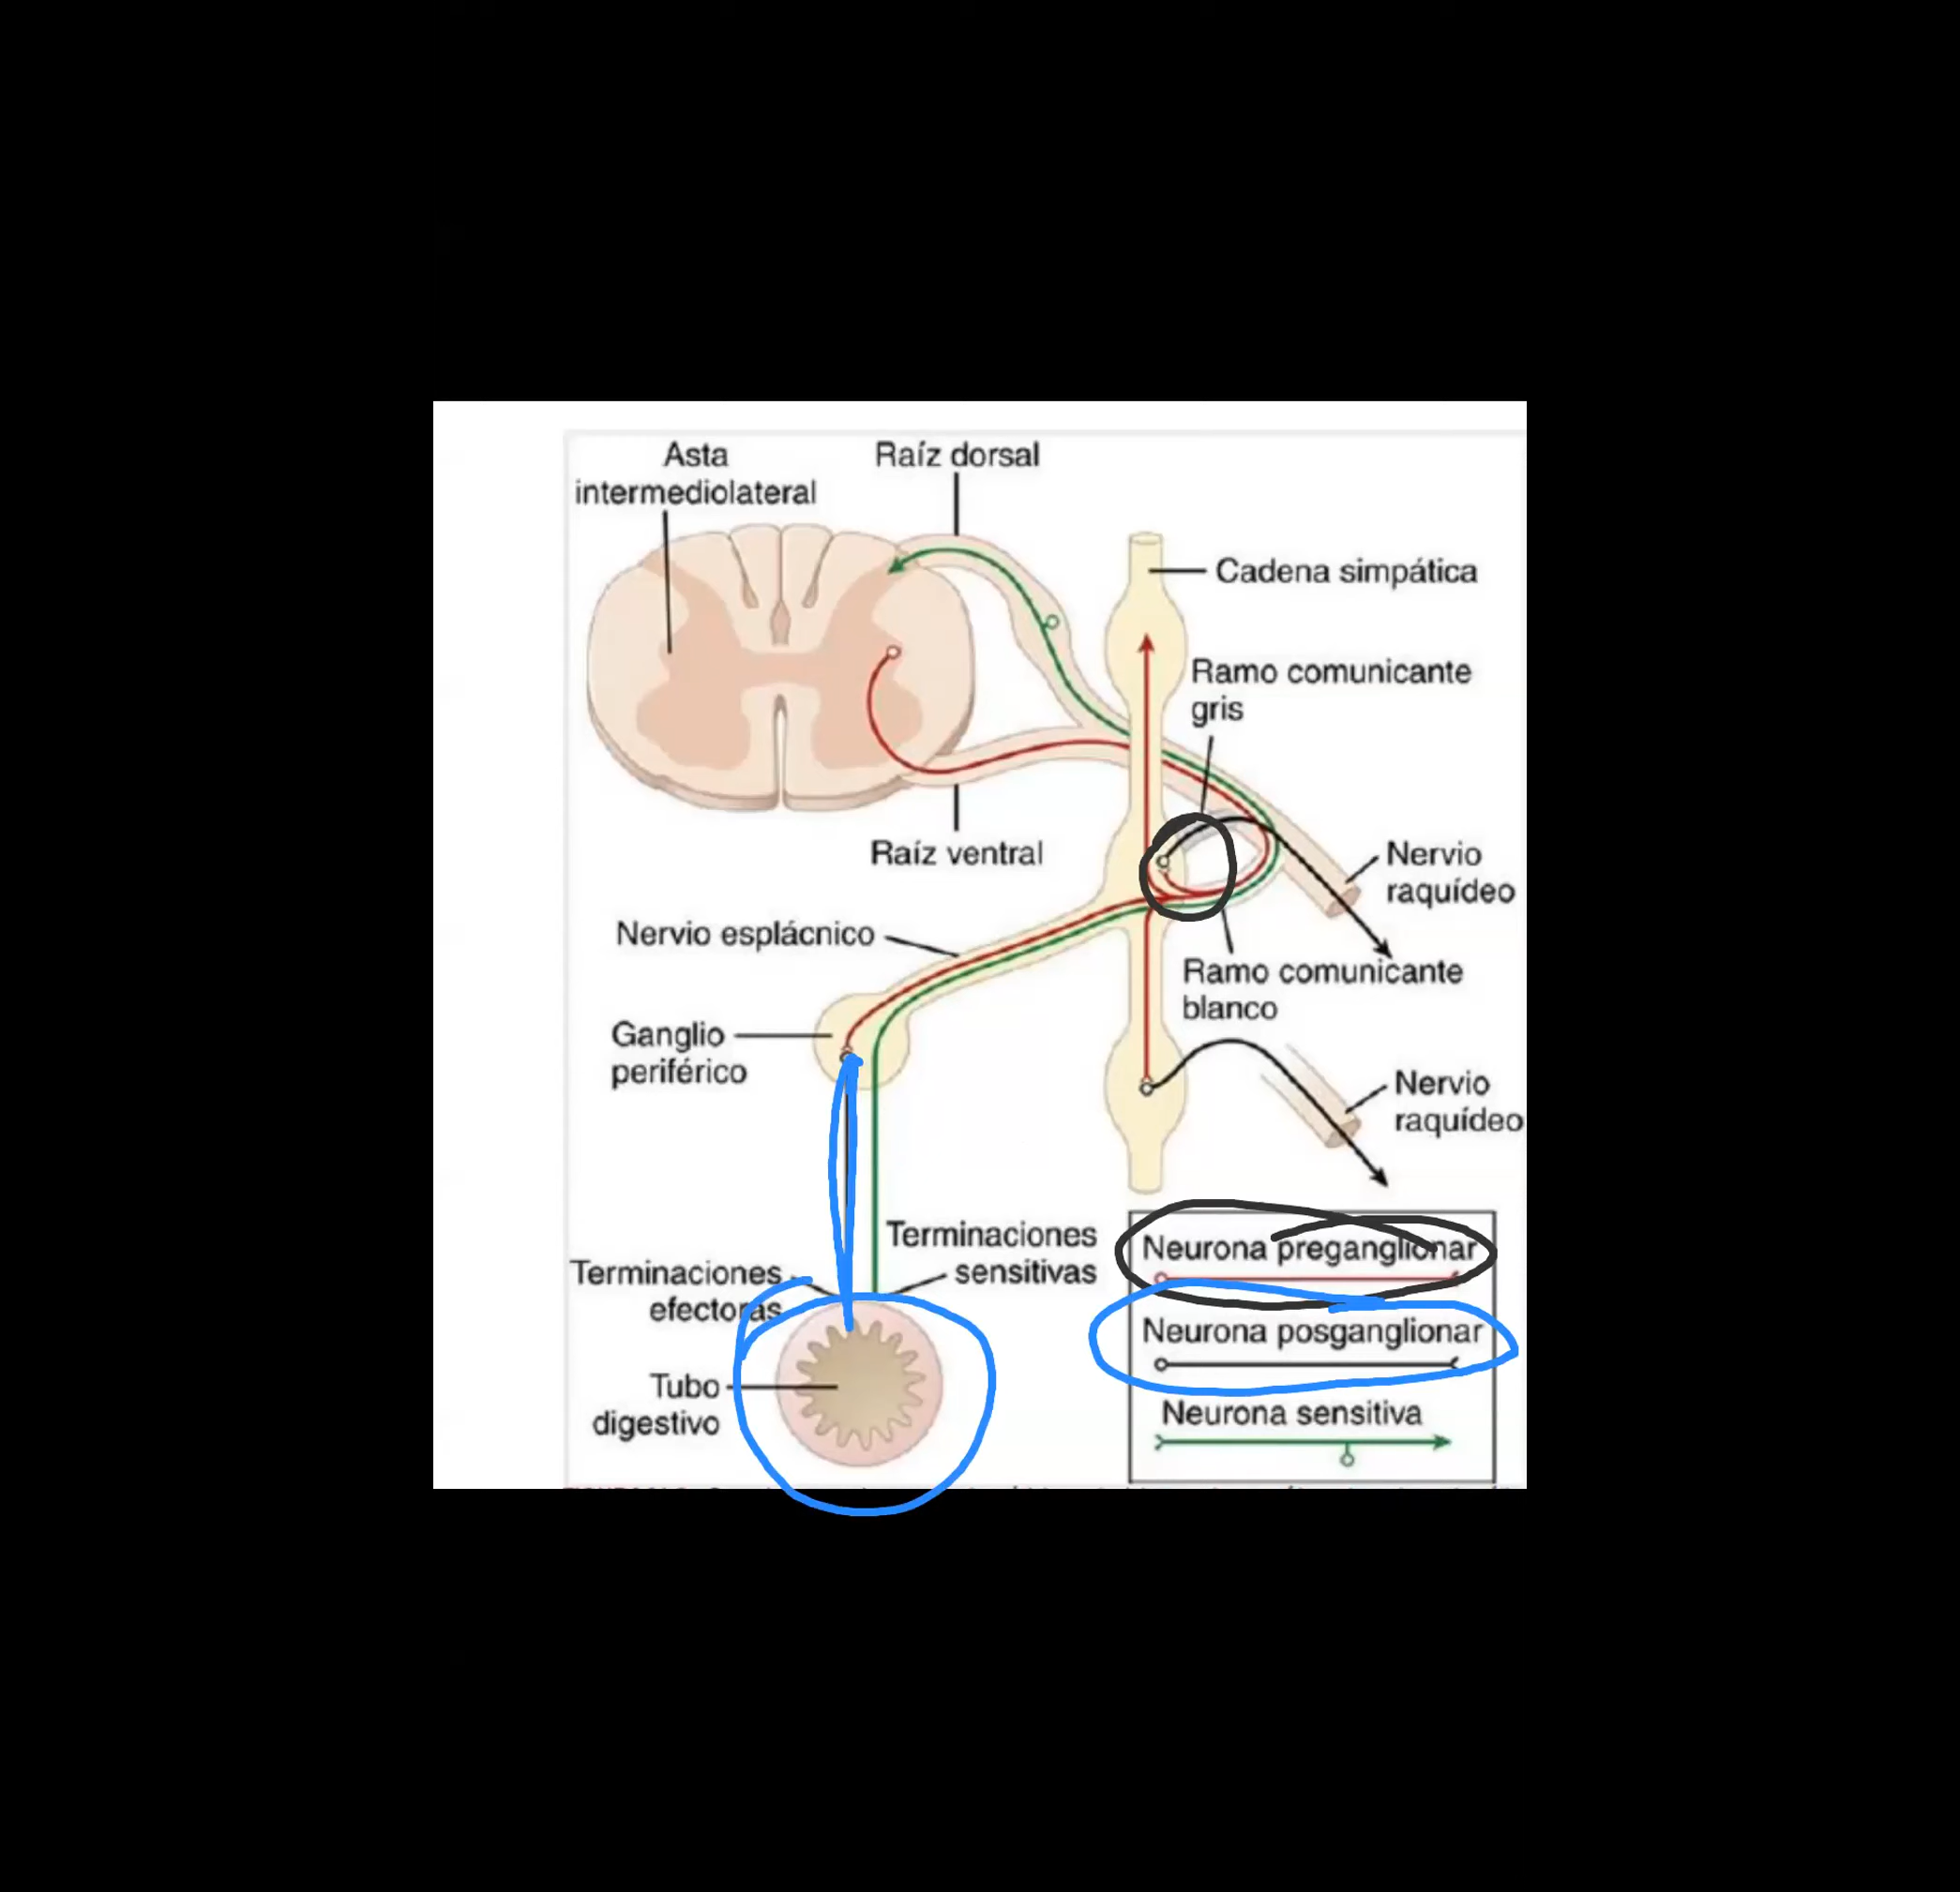 Asta
intermediolateral
Raíz dorsal
Cadena simpática
Ramo comunicante
gris
Raíz ventral
Nervio
raquídeo
Nervio esplácnico
Ramo comunicante
blanco
Ganglio
periférico
Nervio
raquídeo
Terminaciones
sensitivas
Terminaciones
efectoras
Tubo
digestivo
Neurona preganglionar
Neurona posganglionar
Neurona sensitiva